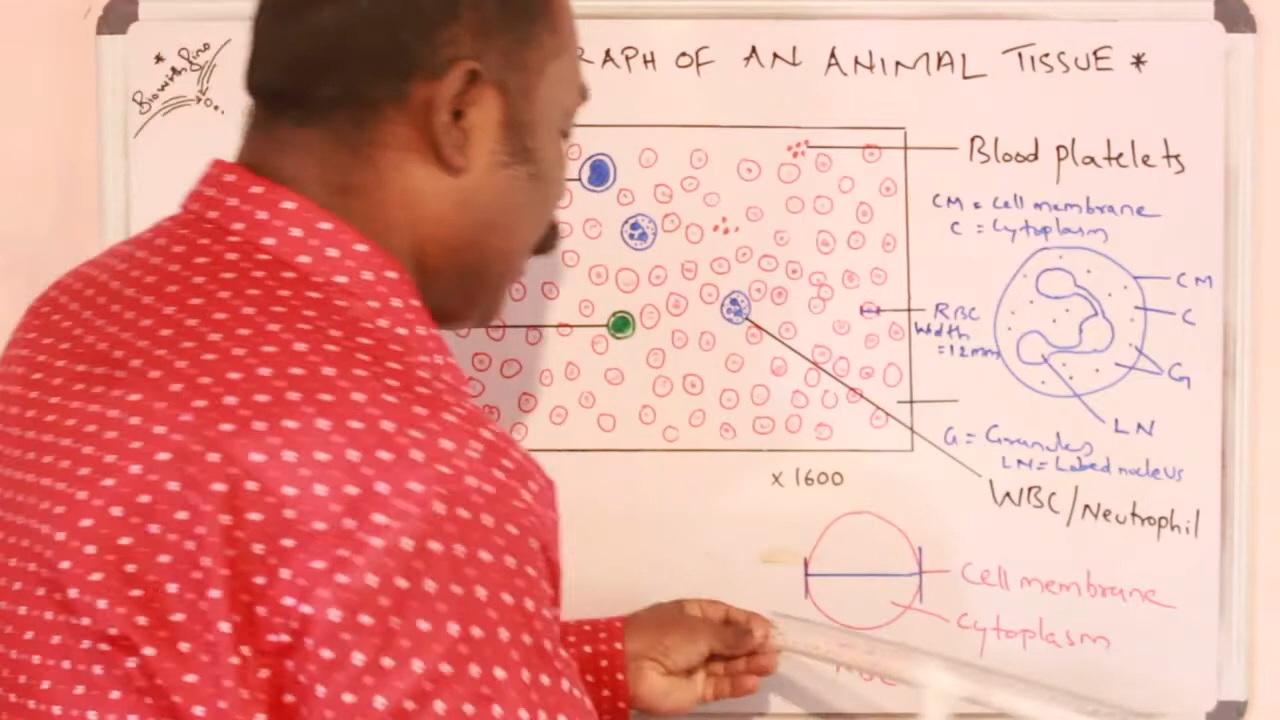 *
Biowithjino
RAPH OF AN ANIMAL TISSUE *
Blood platelets
CM = Cell membrane
C = Cytoplasm
CM
C
RBC
Width
=12mm
G
LN
G = Granules
LN = Lobed nucleus
x 1600
WBC/Neutrophil
Cell membrane
Cytoplasm